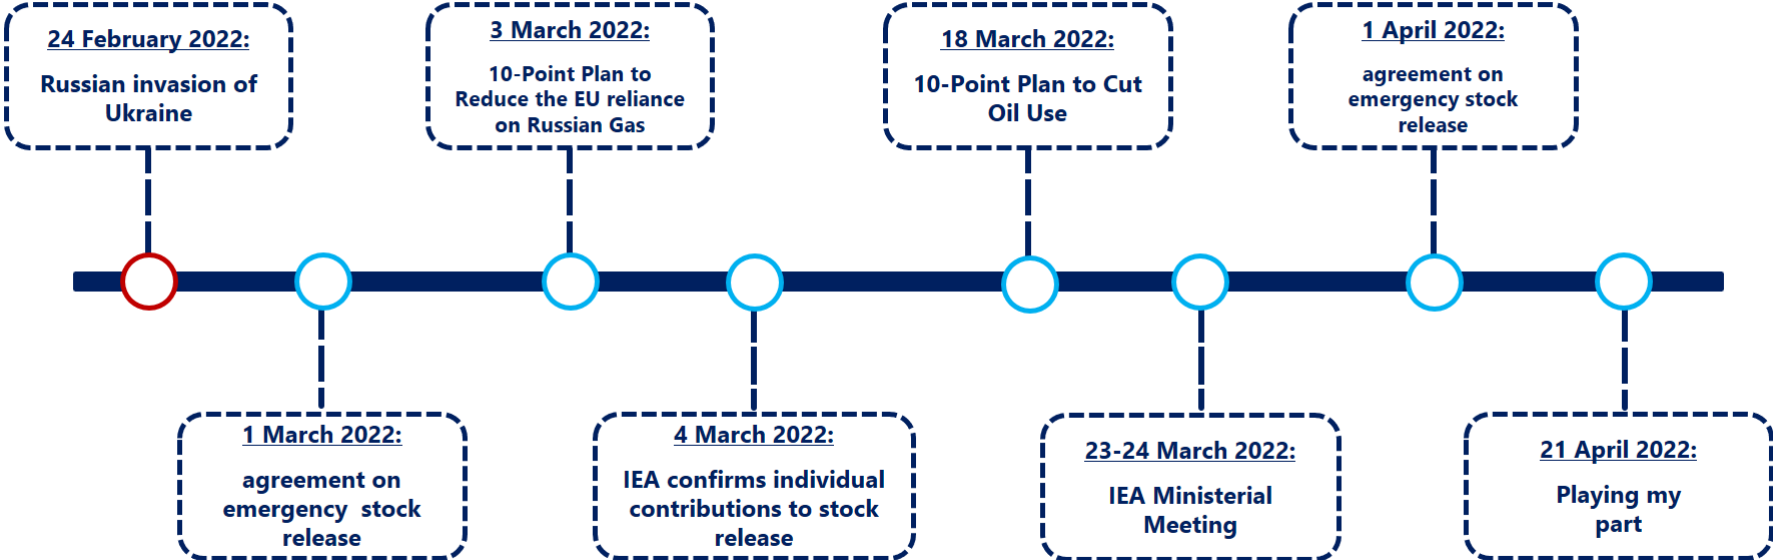 24 February 2022:
Russian invasion of
Ukraine
3 March 2022:
10-Point Plan to
Reduce the EU reliance
on Russian Gas
18 March 2022:
10-Point Plan to Cut
Oil Use
1 April 2022:
agreement on
emergency stock
release
1 March 2022:
agreement on
emergency stock
release
4 March 2022:
IEA confirms individual
contributions to stock
release
23-24 March 2022:
IEA Ministerial
Meeting
21 April 2022:
Playing my
part